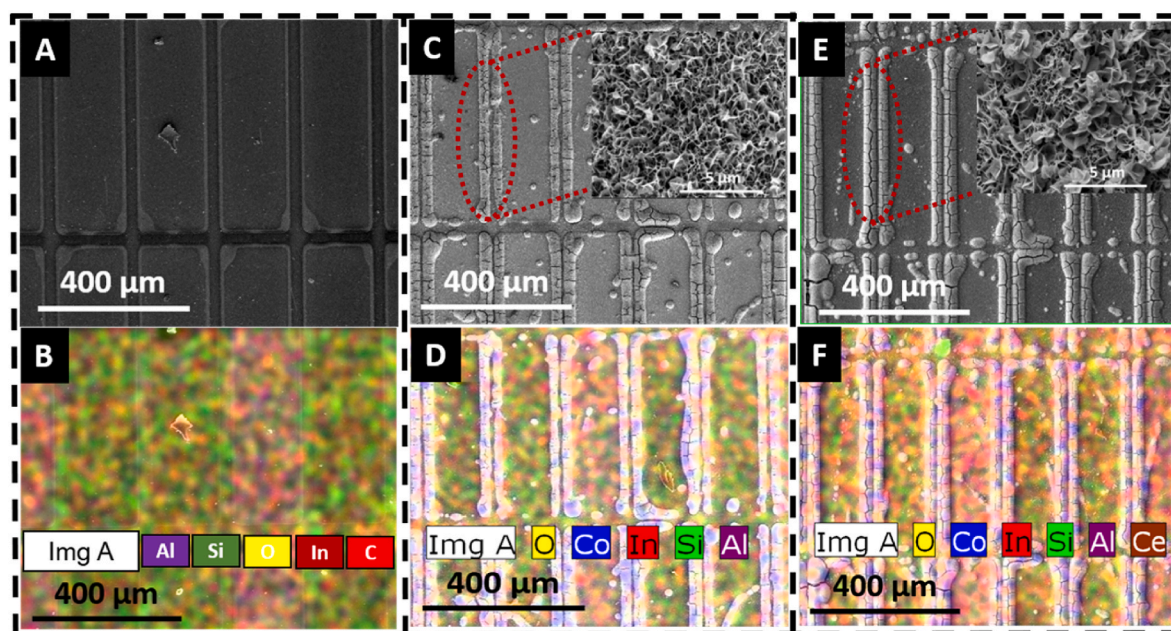 A
400 µm
C
5 µm
400 µm
E
5 µm
400 µm
B
Img A Al Si O In C
400 µm
D
Img A O Co In Si Al
400 µm
F
Img A O Co In Si Al Ce
400 µm